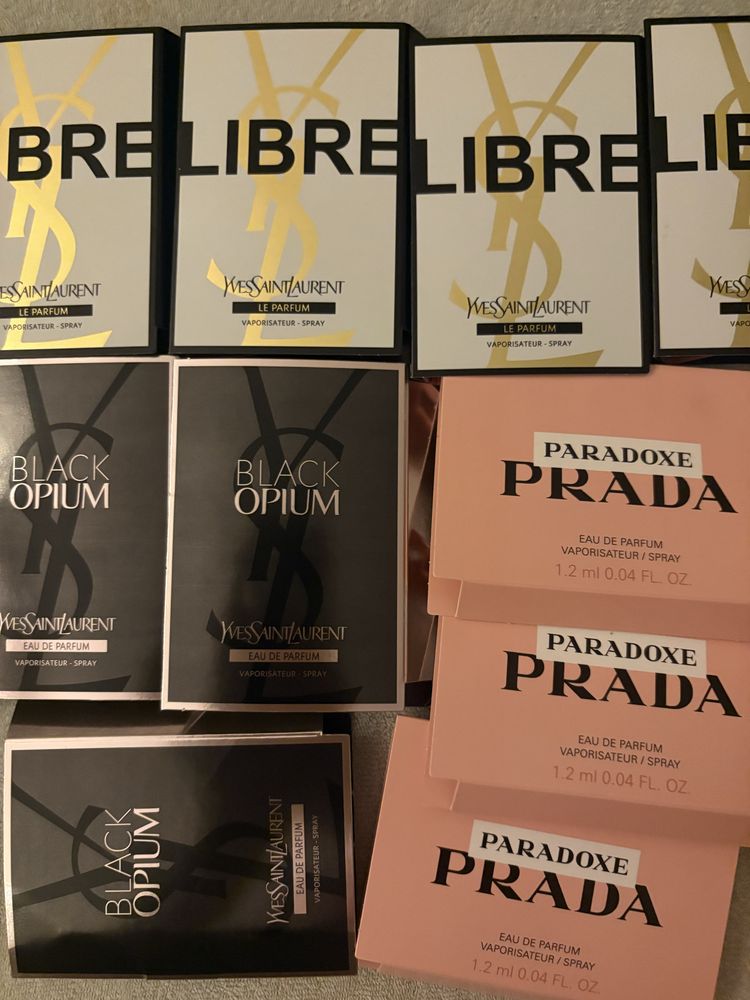 BRE
YVESSAINTLAURENT
LE PARFUM
VAPORISATEUR - SPRAY
LIBRE
YVESSAINTLAURENT
LE PARFUM
VAPORISATEUR - SPRAY
LIBRE
YVESSAINTLAURENT
LE PARFUM
VAPORISATEUR - SPRAY
LIB
YVESS
LE
VAPORIS
BLACK
OPIUM
YVESSAINTLAURENT
EAU DE PARFUM
VAPORISATEUR - SPRAY
BLACK
OPIUM
YVESSAINTLAURENT
EAU DE PARFUM
VAPORISATEUR - SPRAY
PARADOXE
PRADA
EAU DE PARFUM
VAPORISATEUR / SPRAY
1.2 ml 0.04 FL. OZ.
PARADOXE
PRADA
EAU DE PARFUM
VAPORISATEUR / SPRAY
1.2 ml 0.04 FL. OZ.
BLACK
OPIUM
YVESSAINTLAURENT
EAU DE PARFUM
VAPORISATEUR - SPRAY
PARADOXE
PRADA
EAU DE PARFUM
VAPORISATEUR / SPRAY
1.2 ml 0.04 FL. OZ.